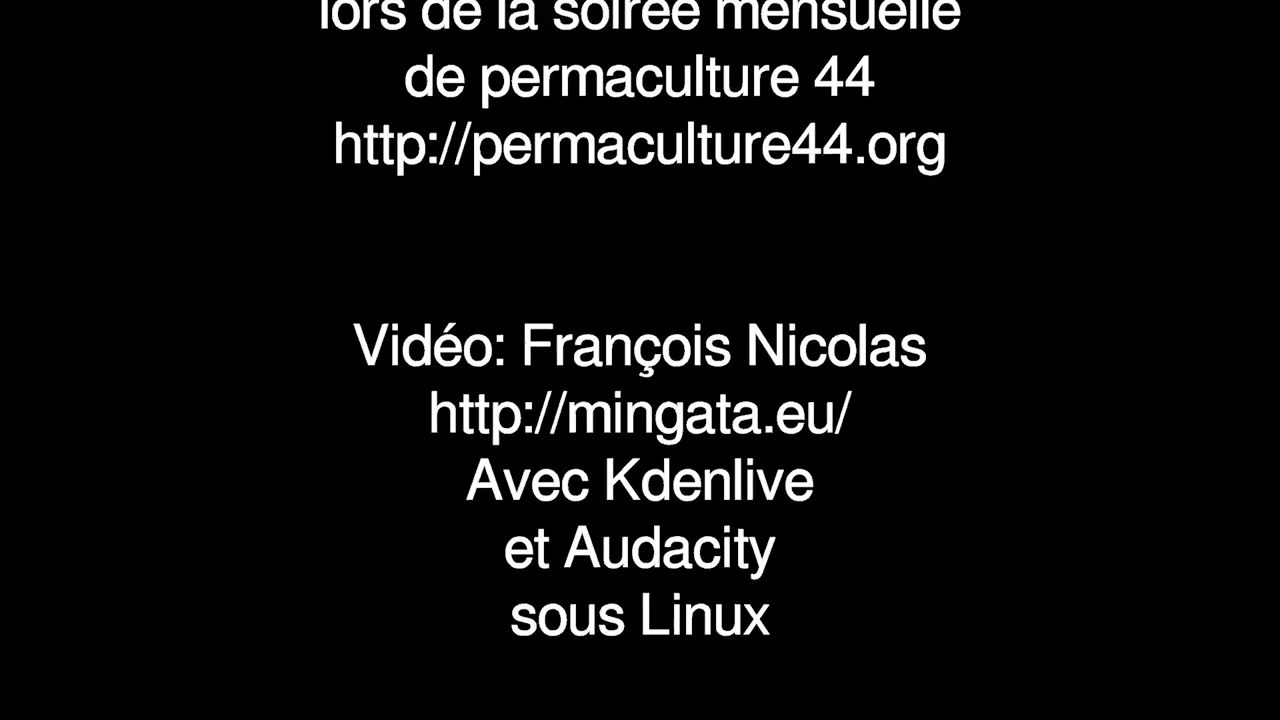 lors de la soirée mensuelle
de permaculture 44
http://permaculture44.org
Vidéo: François Nicolas
http://mingata.eu/
Avec Kdenlive
et Audacity
sous Linux